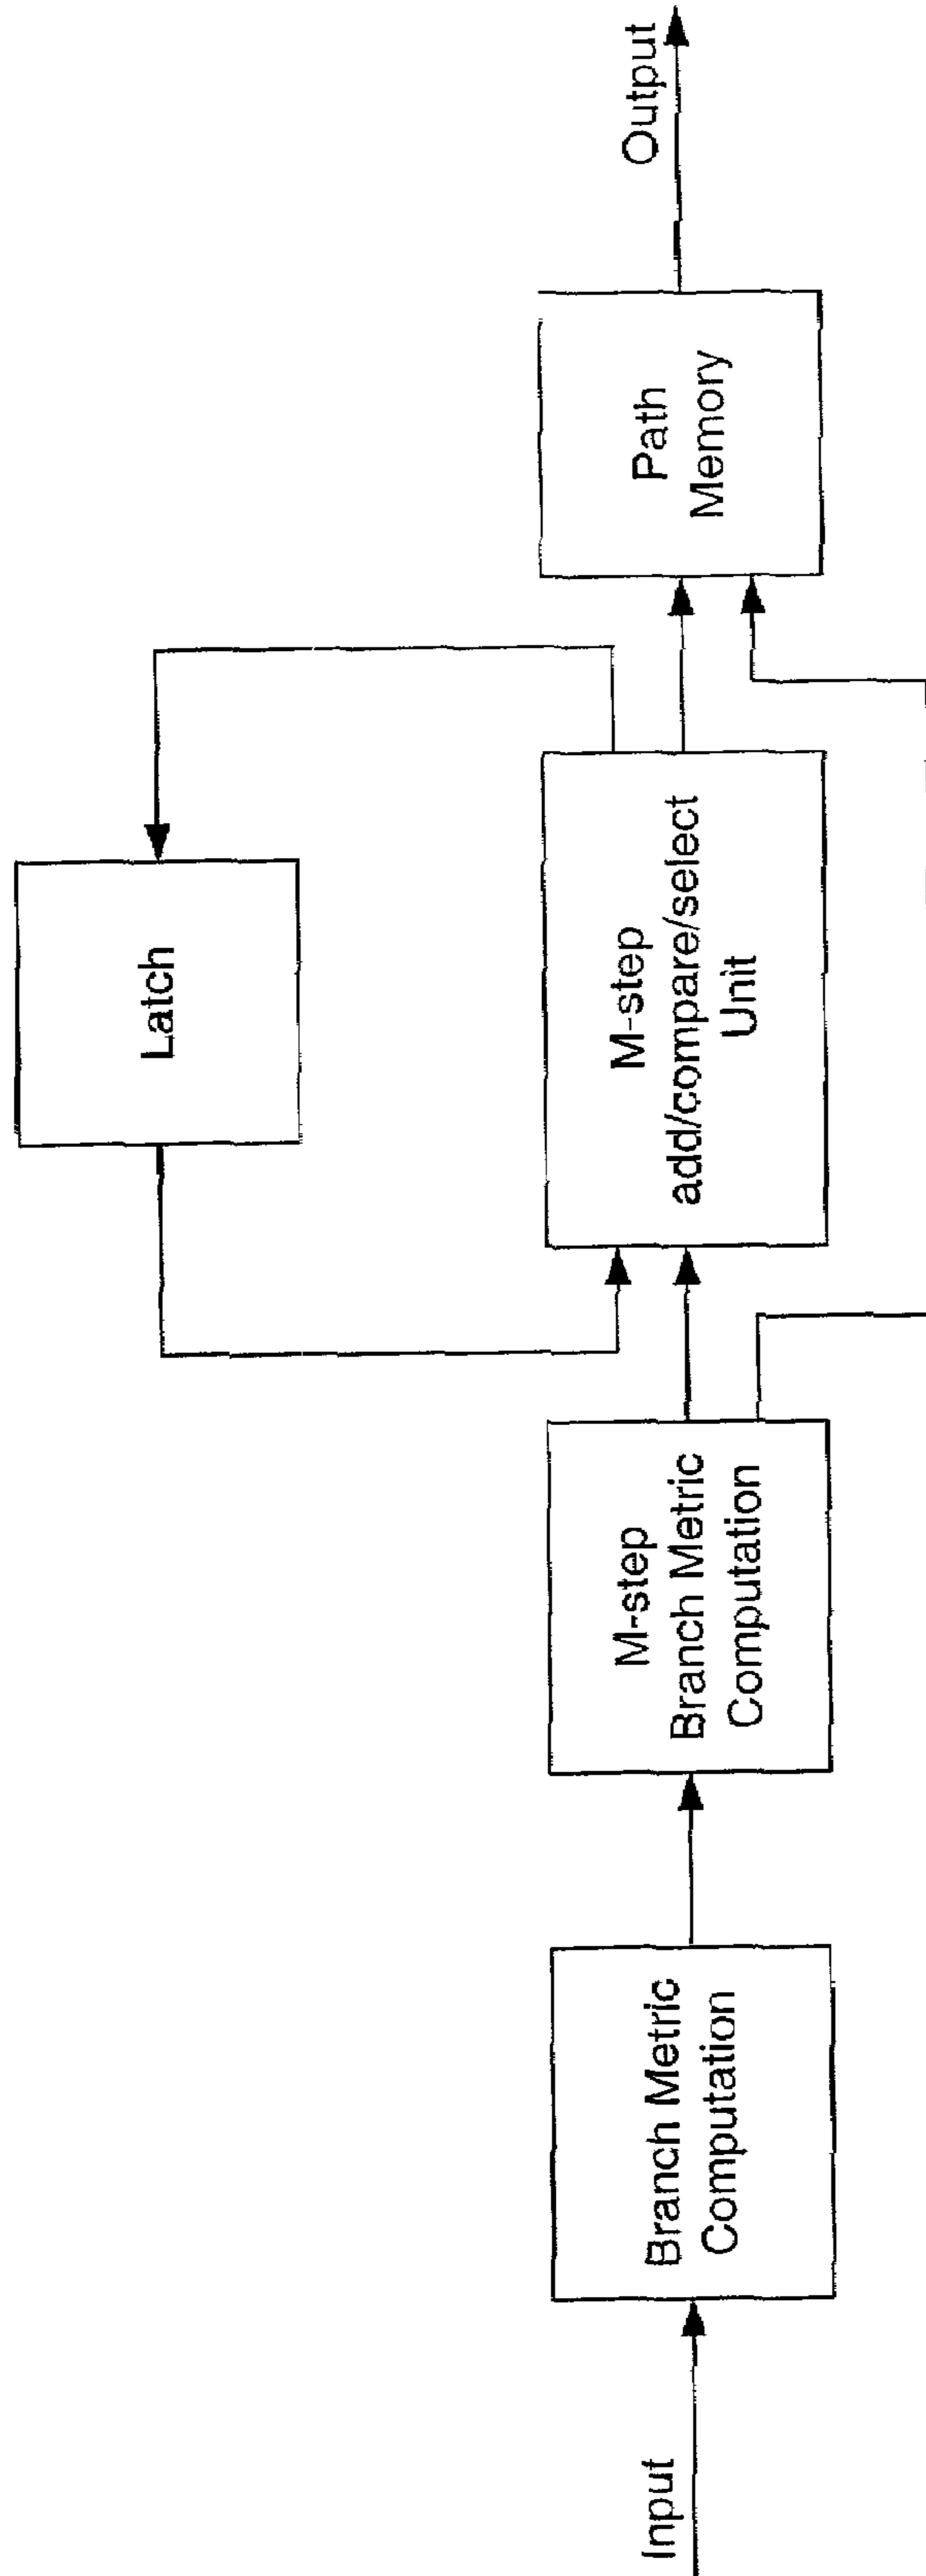 Input
Branch Metric
Computation
M-step
Branch Metric
Computation
Latch
M-step
add/compare/select
Unit
Path
Memory
Output